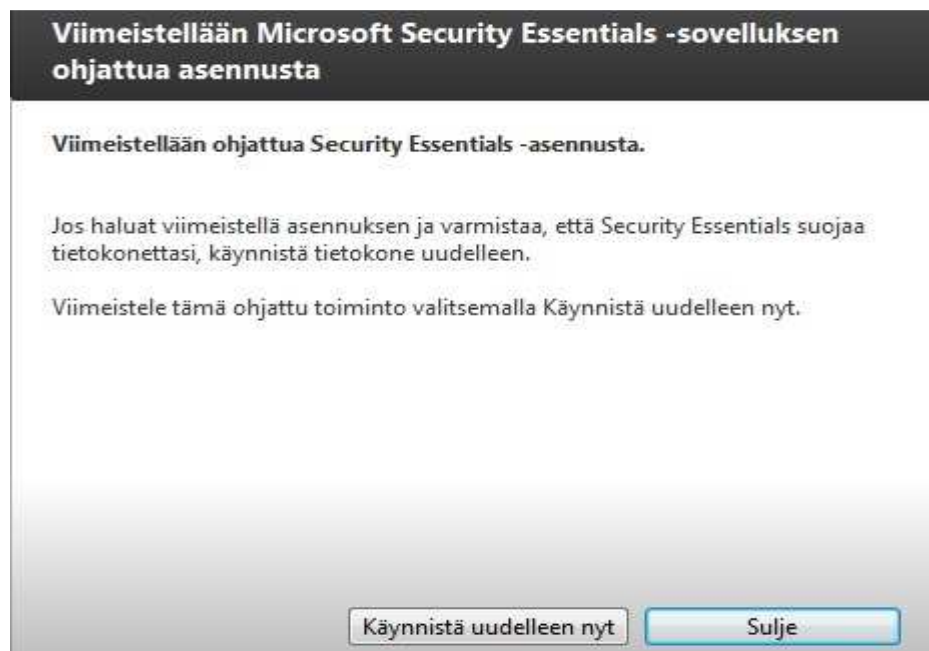 Viimeistellään Microsoft Security Essentials -sovelluksen
ohjattua asennusta
Viimeistellään ohjattua Security Essentials -asennusta.
Jos haluat viimeistellä asennuksen ja varmistaa, että Security Essentials suojaa
tietokonettasi, käynnistä tietokone uudelleen.
Viimeistele tämä ohjattu toiminto valitsemalla Käynnistä uudelleen nyt.
Käynnistä uudelleen nyt
Sulje